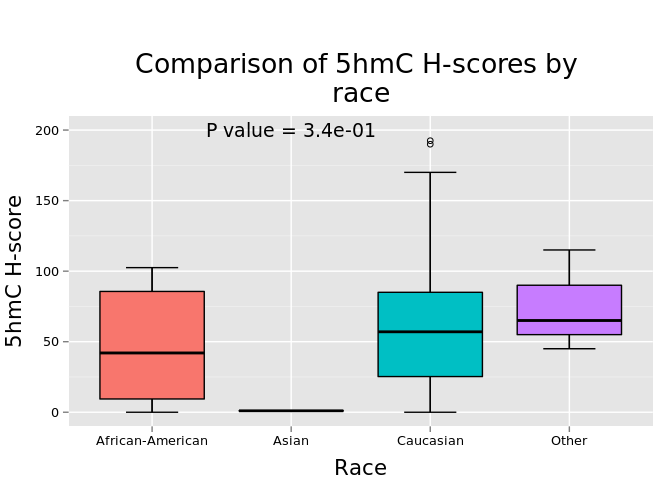 Comparison of 5hmC H-scores by
race
P value = 3.4e-01
5hmC H-score
200
150
100
50
0
African-American
Asian
Caucasian
Other
Race